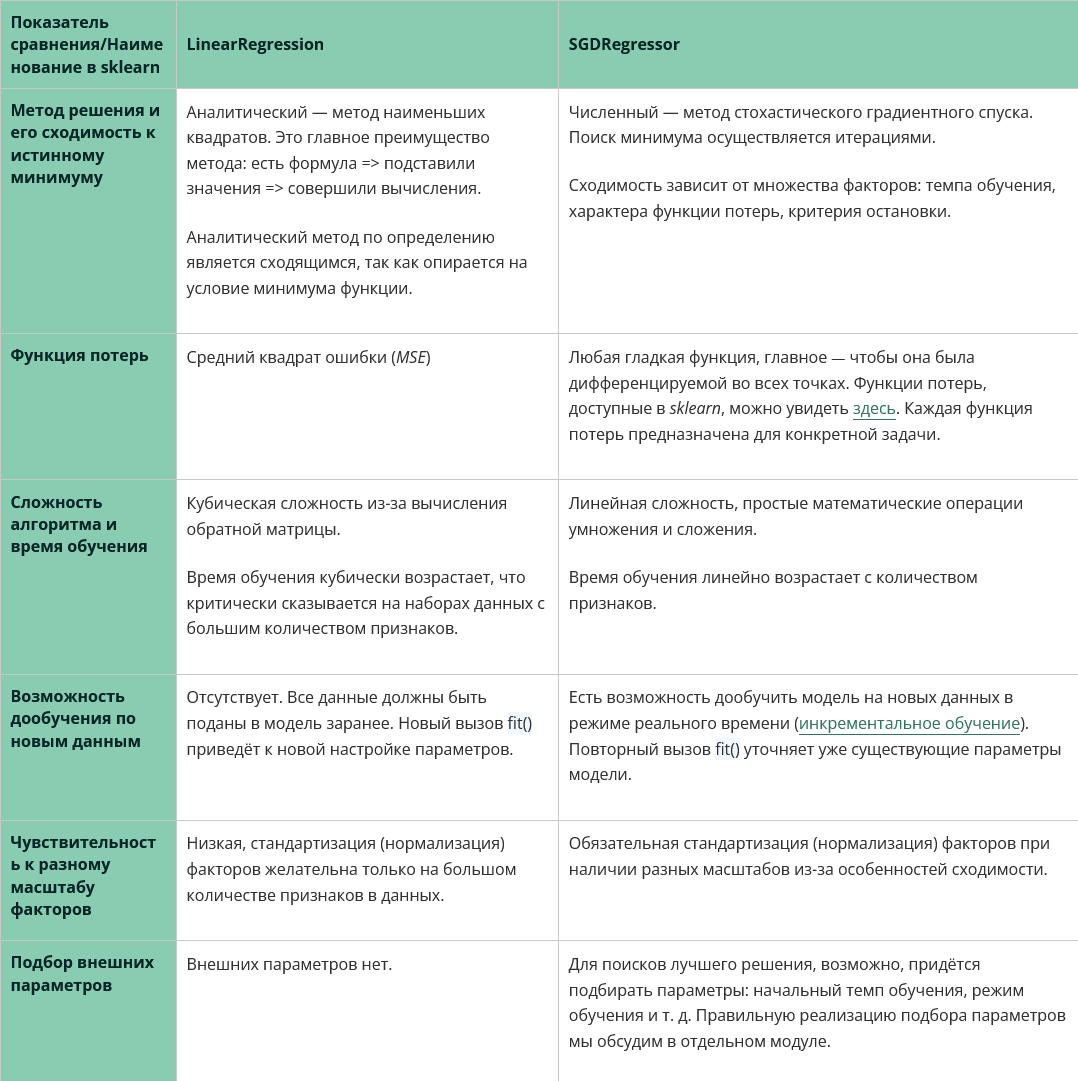 Показатель
сравнения/Наиме
нование в sklearn
LinearRegression
SGDRegressor
Метод решения и
его сходимость к
истинному
минимуму
Аналитический — метод наименьших
квадратов. Это главное преимущество
метода: есть формула => подставили
значения => совершили вычисления.
Аналитический метод по определению
является сходящимся, так как опирается на
условие минимума функции.
Численный — метод стохастического градиентного спуска.
Поиск минимума осуществляется итерациями.
Сходимость зависит от множества факторов: темпа обучения,
характера функции потерь, критерия остановки.
Функция потерь
Средний квадрат ошибки (MSE)
Любая гладкая функция, главное — чтобы она была
дифференцируемой во всех точках. Функции потерь,
доступные в sklearn, можно увидеть здесь. Каждая функция
потерь предназначена для конкретной задачи.
Сложность
алгоритма и
время обучения
Кубическая сложность из-за вычисления
обратной матрицы.
Время обучения кубически возрастает, что
критически сказывается на наборах данных с
большим количеством признаков.
Линейная сложность, простые математические операции
умножения и сложения.
Время обучения линейно возрастает с количеством
признаков.
Возможность
дообучения по
новым данным
Отсутствует. Все данные должны быть
поданы в модель заранее. Новый вызов fit()
приведёт к новой настройке параметров.
Есть возможность дообучить модель на новых данных в
режиме реального времени (инкрементальное обучение).
Повторный вызов fit() уточняет уже существующие параметры
модели.
Чувствительност
ь к разному
масштабу
факторов
Низкая, стандартизация (нормализация)
факторов желательна только на большом
количестве признаков в данных.
Обязательная стандартизация (нормализация) факторов при
наличии разных масштабов из-за особенностей сходимости.
Подбор внешних
параметров
Внешних параметров нет.
Для поисков лучшего решения, возможно, придётся
подбирать параметры: начальный темп обучения, режим
обучения и т. д. Правильную реализацию подбора параметров
мы обсудим в отдельном модуле.